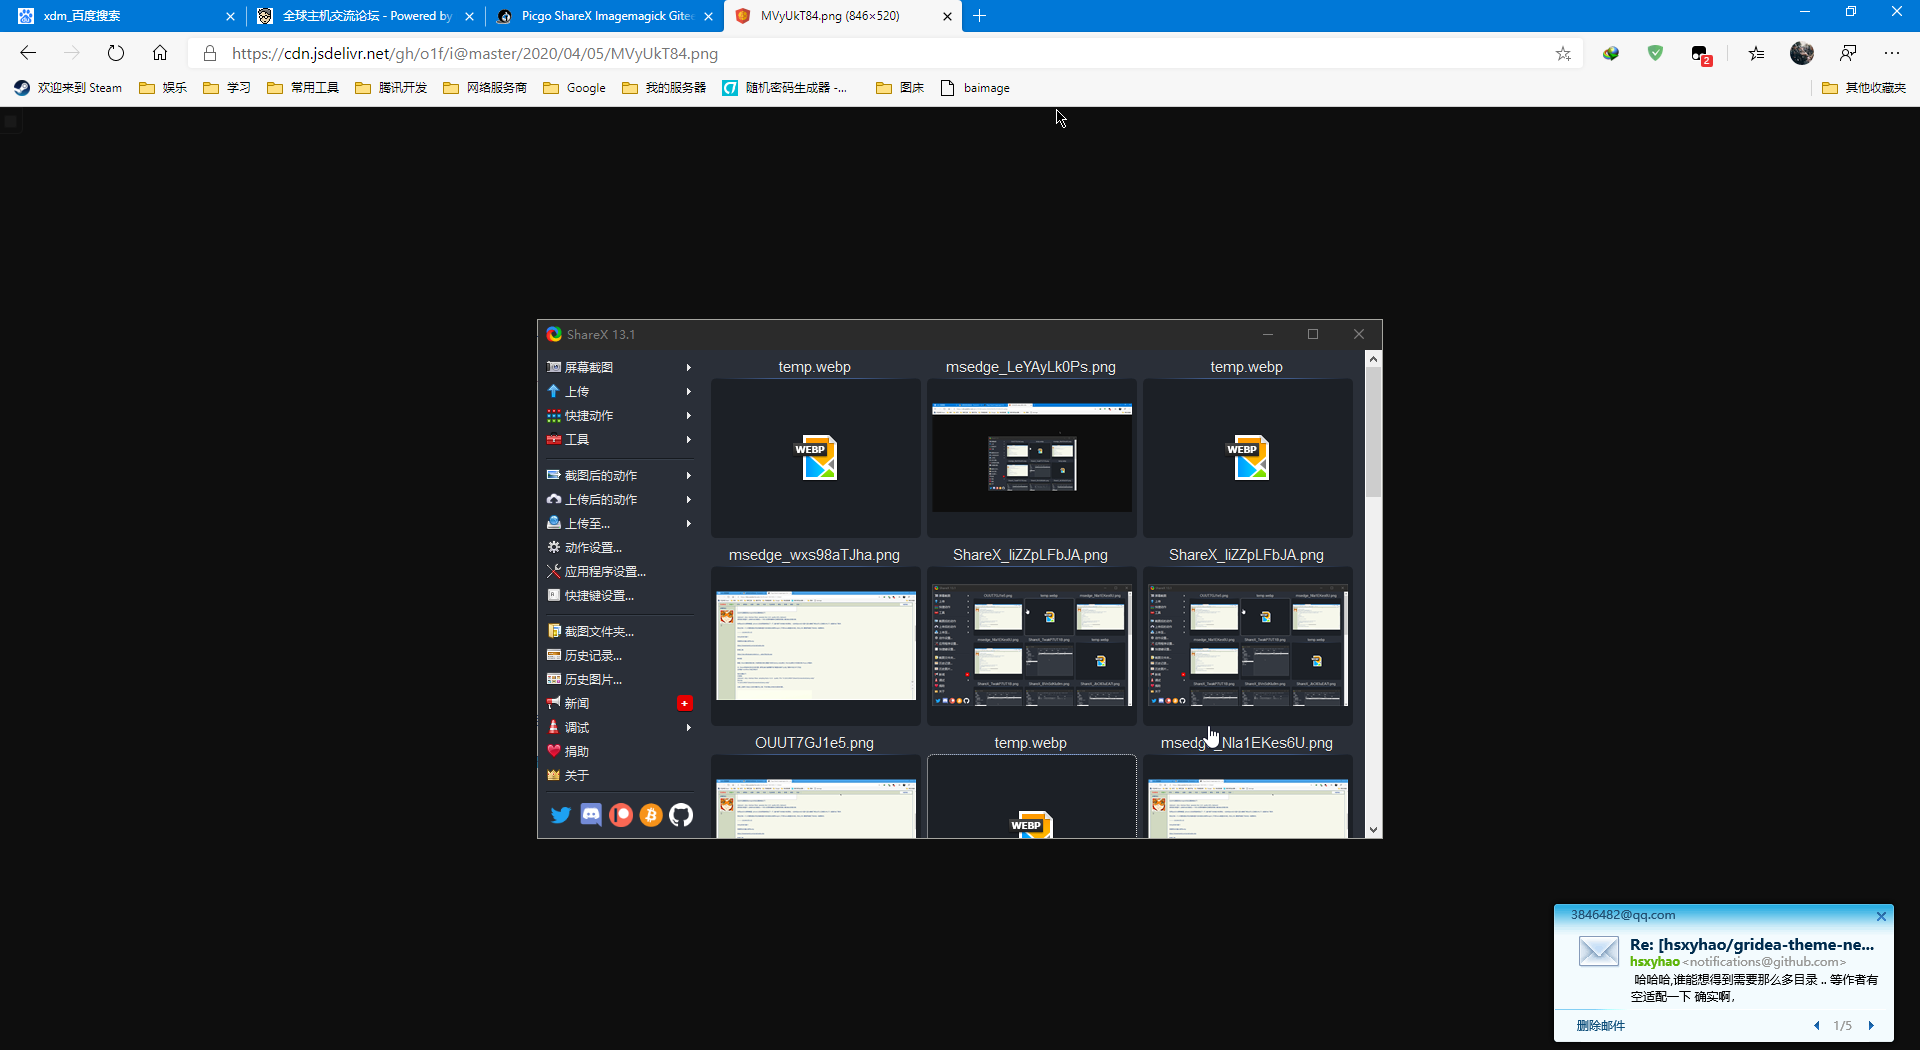 xdm_百度搜索
全球主机交流论坛 - Powered by
Picgo ShareX Imagemagick Gitee
MVyUkT84.png (846×520)
https://cdn.jsdelivr.net/gh/o1f/i@master/2020/04/05/MVyUkT84.png
2
欢迎来到 Steam
娱乐
学习
常用工具
腾讯开发
网络服务商
Google
我的服务器
随机密码生成器 -...
图床
baimage
其他收藏夹
ShareX 13.1
屏幕截图
上传
快捷动作
工具
截图后的动作
上传后的动作
上传至...
动作设置...
应用程序设置...
快捷键设置...
截图文件夹...
历史记录...
历史图片...
新闻
+
调试
捐助
关于
temp.webp
msedge_LeYAyLk0Ps.png
temp.webp
WEBP
WEBP
msedge_wxs98aTJha.png
ShareX_liZZpLFbJA.png
ShareX_liZZpLFbJA.png
OUUT7GJ1e5.png
temp.webp
WEBP
3846482@qq.com
Re: [hsxyhao/gridea-theme-ne...
hsxyhao <notifications@github.com>
哈哈哈,谁能想得到需要那么多目录 .. 等作者有
空适配一下 确实啊，
删除邮件
1/5